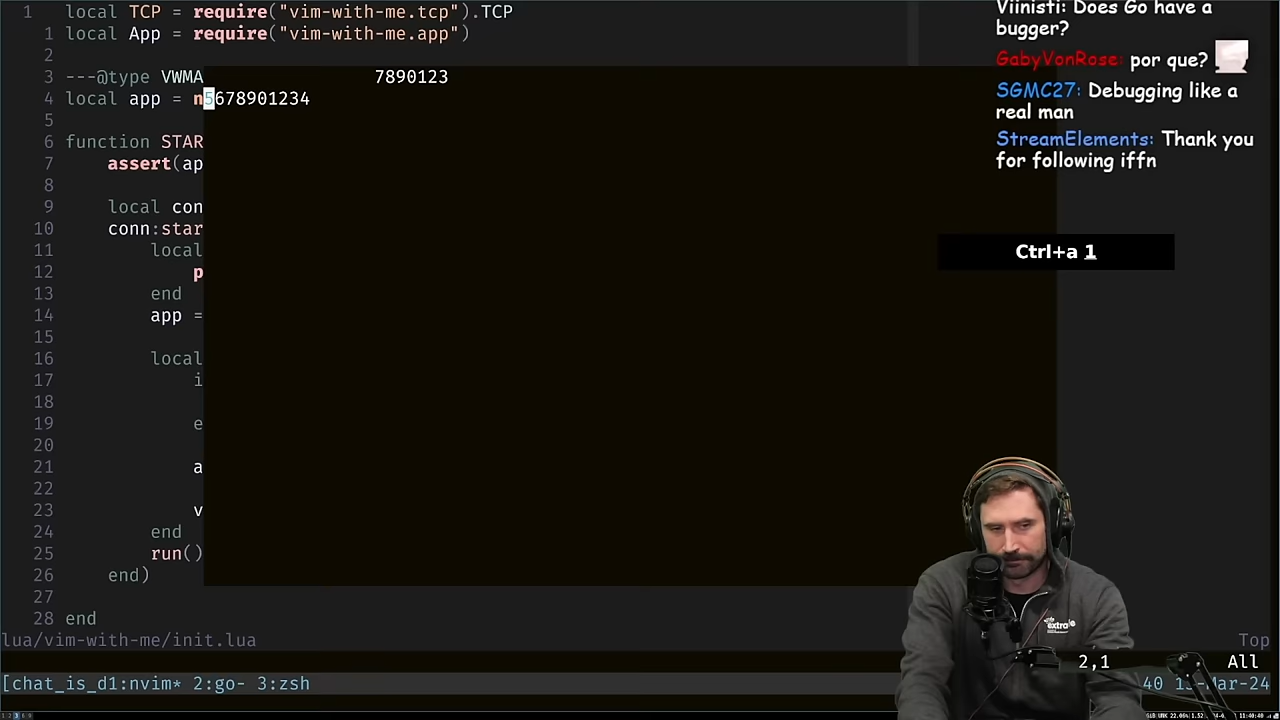 1 local TCP = require("vim-with-me.tcp").TCP
1 local App = require("vim-with-me.app")
2
3 ---@type VWMA 7890123
4 local app = n5678901234
5
6 function STAR
7 assert(ap
8
9 local con
10 conn:star
11 local
12 p
13 end
14 app =
15
16 local
17 i
18
19 e
20
21 a
22
23 v
24 end
25 run()
26 end)
27
28 end
lua/vim-with-me/init.lua Top
2,1 All
[chat_is_d1:nvim* 2:go- 3:zsh
Viinisti: Does Go have a
bugger?
GabyVonRose: por que?
SGMC27: Debugging like a
real man
StreamElements: Thank you
for following iffn
Ctrl+a 1
extra